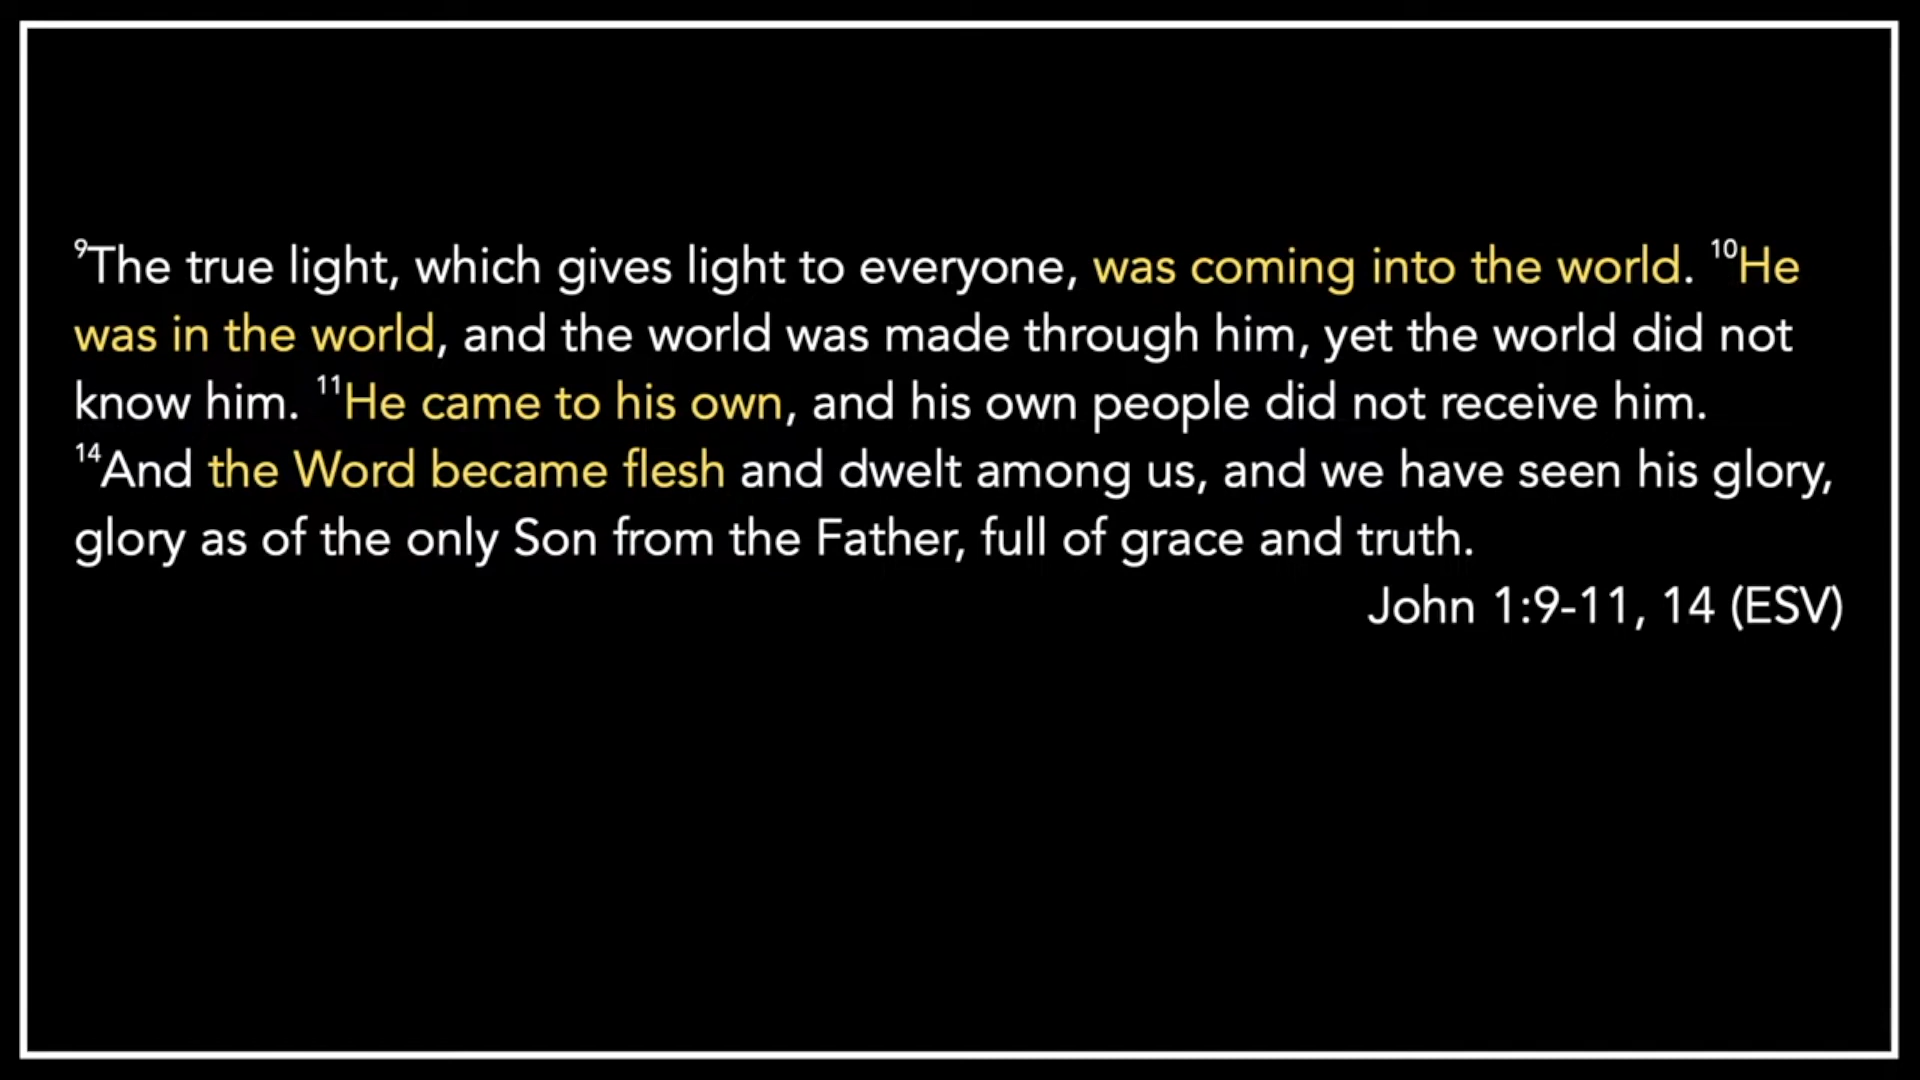 ⁹The true light, which gives light to everyone, was coming into the world. ¹⁰He
was in the world, and the world was made through him, yet the world did not
know him. ¹¹He came to his own, and his own people did not receive him.
¹⁴And the Word became flesh and dwelt among us, and we have seen his glory,
glory as of the only Son from the Father, full of grace and truth.
John 1:9-11, 14 (ESV)